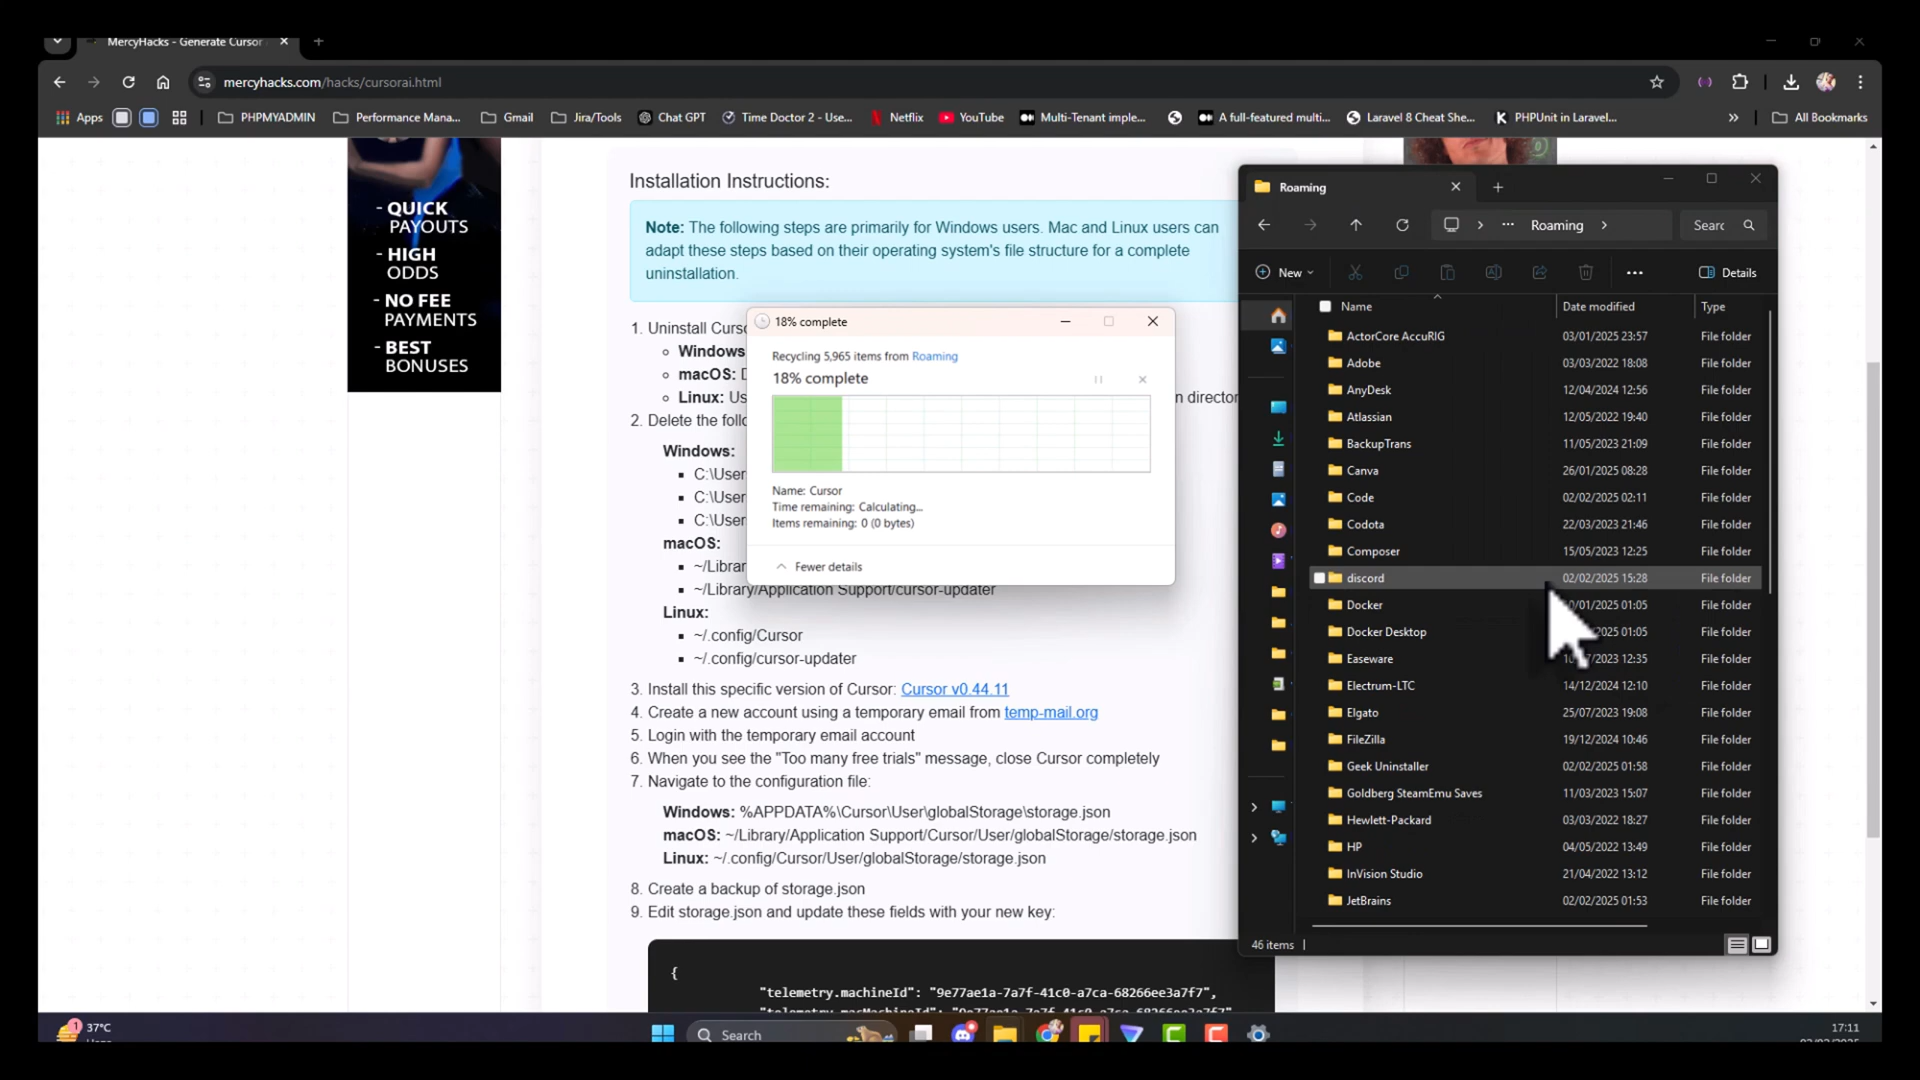 MercyHacks - Generate Cursor
mercyhacks.com/hacks/cursorai.html
Apps
PHPMYADMIN
Performance Mana...
Gmail
Jira/Tools
Chat GPT
Time Doctor 2 - Use...
Netflix
YouTube
Multi-Tenant imple...
A full-featured multi...
Laravel 8 Cheat She...
PHPUnit in Laravel...
All Bookmarks
- QUICK
PAYOUTS
- HIGH
ODDS
- NO FEE
PAYMENTS
- BEST
BONUSES
Installation Instructions:
Note: The following steps are primarily for Windows users. Mac and Linux users can
adapt these steps based on their operating system's file structure for a complete
uninstallation.
1. Uninstall Curso
Windows
macOS: D
Linux: Us
n director
2. Delete the follo
Windows:
C:\User
C:\User
C:\User
macOS:
~/Librar
~/Library/Application Support/cursor-updater
Linux:
~/.config/Cursor
~/.config/cursor-updater
3. Install this specific version of Cursor: Cursor v0.44.11
4. Create a new account using a temporary email from temp-mail.org
5. Login with the temporary email account
6. When you see the "Too many free trials" message, close Cursor completely
7. Navigate to the configuration file:
Windows: %APPDATA%\Cursor\User\globalStorage\storage.json
macOS: ~/Library/Application Support/Cursor/User/globalStorage/storage.json
Linux: ~/.config/Cursor/User/globalStorage/storage.json
8. Create a backup of storage.json
9. Edit storage.json and update these fields with your new key:
{
"telemetry.machineId": "9e77ae1a-7a7f-41c0-a7ca-68266ee3a7f7",
18% complete
Recycling 5,965 items from Roaming
18% complete
Name: Cursor
Time remaining: Calculating...
Items remaining: 0 (0 bytes)
Fewer details
Roaming
Roaming
Searc
New
Details
Name Date modified Type
ActorCore AccuRIG 03/01/2025 23:57 File folder
Adobe 03/03/2022 18:08 File folder
AnyDesk 12/04/2024 12:56 File folder
Atlassian 12/05/2022 19:40 File folder
BackupTrans 11/05/2023 21:09 File folder
Canva 26/01/2025 08:28 File folder
Code 02/02/2025 02:11 File folder
Codota 22/03/2023 21:46 File folder
Composer 15/05/2023 12:25 File folder
discord 02/02/2025 15:28 File folder
Docker 0/01/2025 01:05 File folder
Docker Desktop 2025 01:05 File folder
Easeware 2023 12:35 File folder
Electrum-LTC 14/12/2024 12:10 File folder
Elgato 25/07/2023 19:08 File folder
FileZilla 19/12/2024 10:46 File folder
Geek Uninstaller 02/02/2025 01:58 File folder
Goldberg SteamEmu Saves 11/03/2023 15:07 File folder
Hewlett-Packard 03/03/2022 18:27 File folder
HP 04/05/2022 13:49 File folder
InVision Studio 21/04/2022 13:12 File folder
JetBrains 02/02/2025 01:53 File folder
46 items
1
37°C
Search
17:11